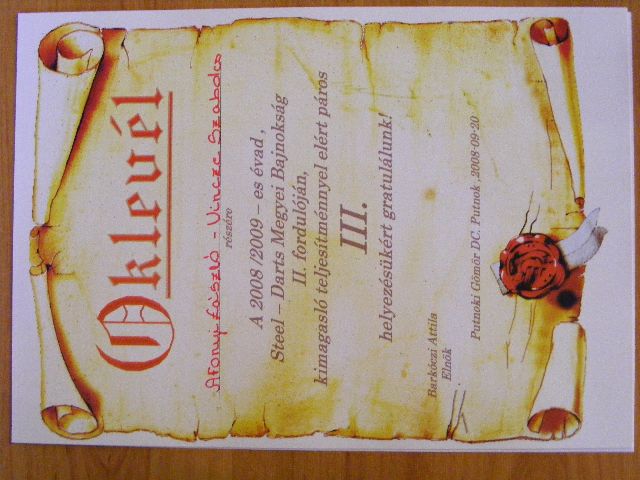 Oklevél
Afonyi László - Vincze Szabolcs
részére
A 2008 /2009 – es évad ,
Steel – Darts Megyei Bajnokság
II. fordulóján,
kimagasló teljesítménnyel elért páros
III.
helyezésükért gratulálunk!
Barkóczi Attila
Elnök
Putnoki Gömör DC. Putnok ,2008-09-20